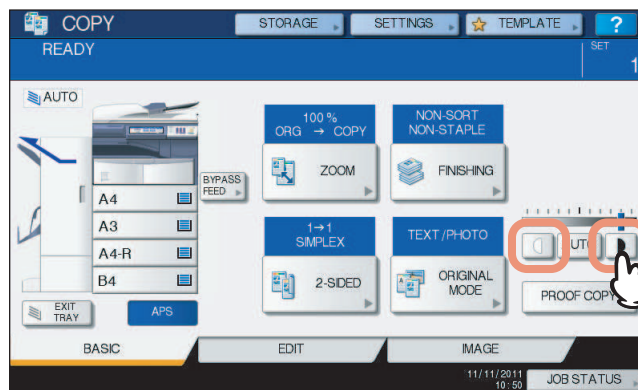 COPY
STORAGE
SETTINGS
TEMPLATE
?
READY
SET
1
AUTO
100 %
ORG → COPY
NON-SORT
NON-STAPLE
ZOOM
FINISHING
BYPASS
FEED
A4
A3
A4-R
B4
1→1
SIMPLEX
TEXT/PHOTO
2-SIDED
ORIGINAL
MODE
EXIT
TRAY
APS
PROOF COPY
BASIC
EDIT
IMAGE
11/11/2011
10:50
JOB STATUS